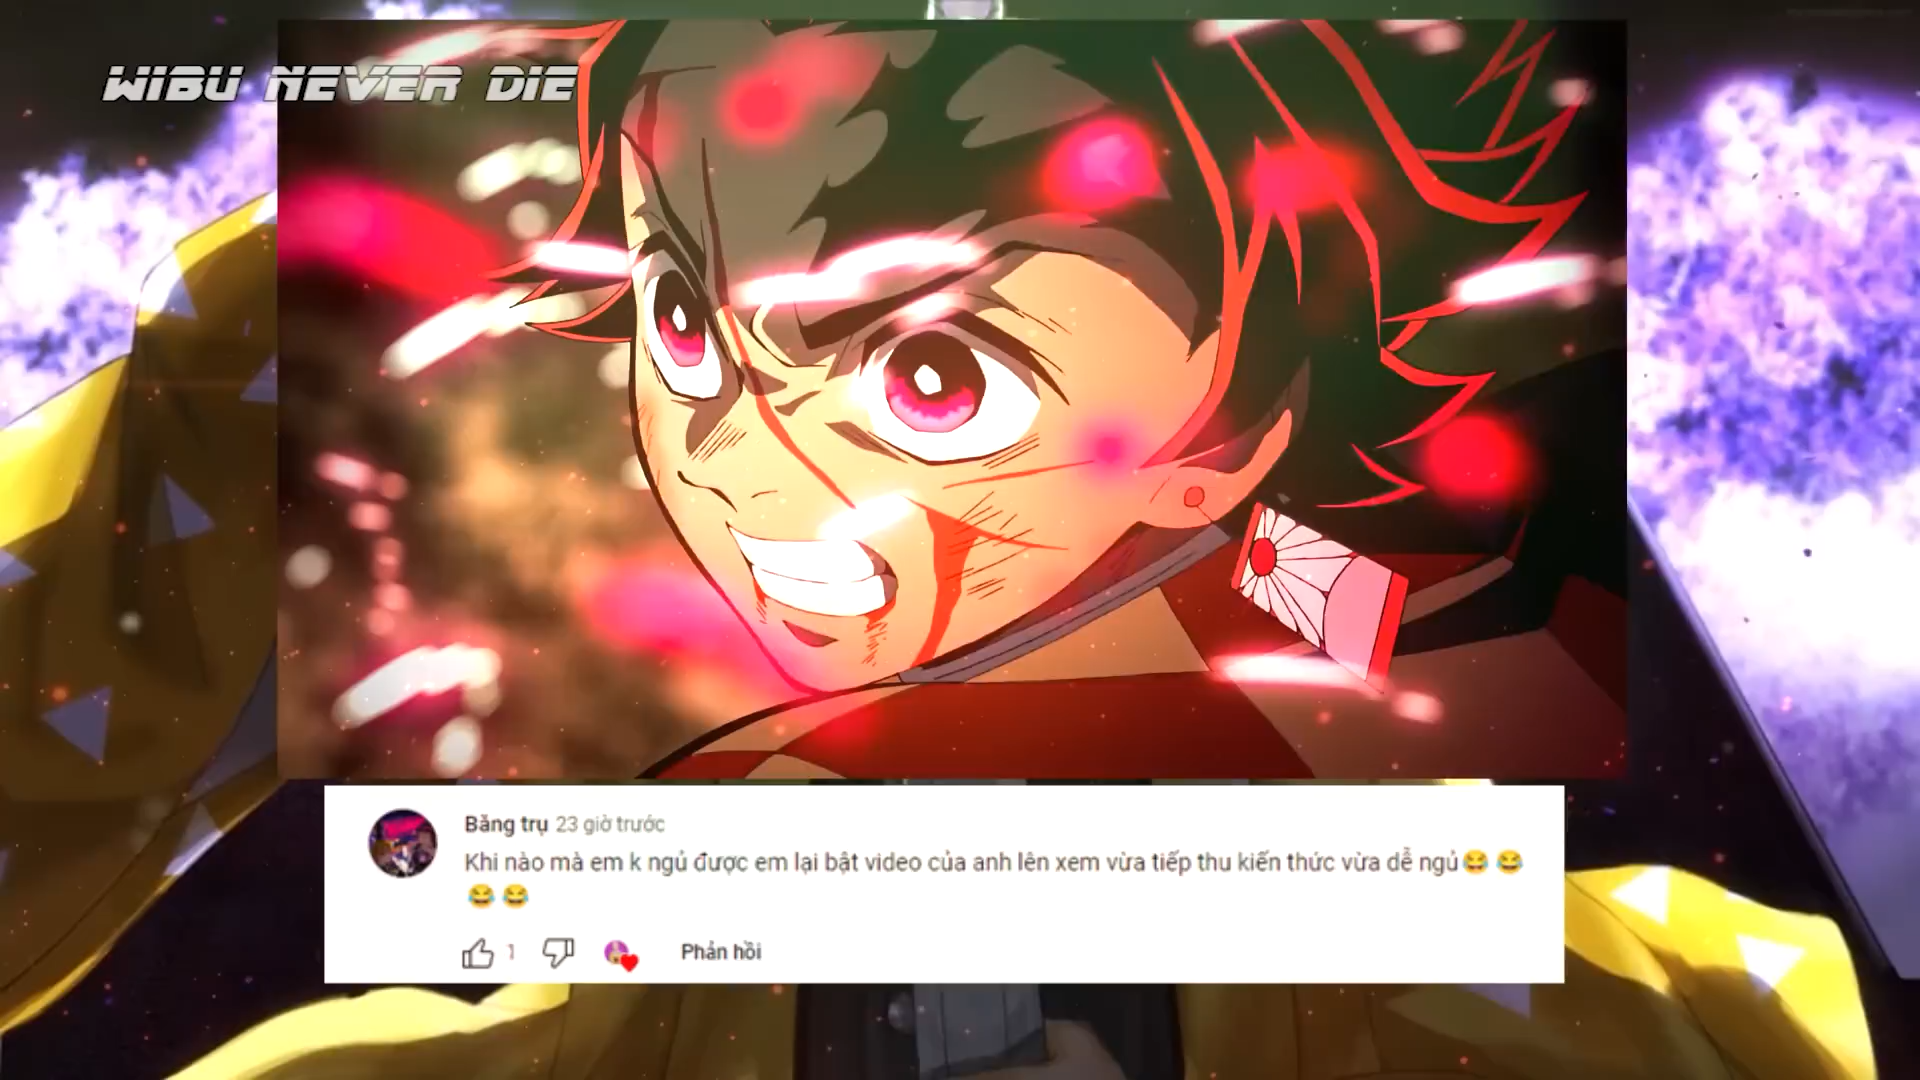 WIBU NEVER DIE
Băng trụ 23 giờ trước
Khi nào mà em k ngủ được em lại bật video của anh lên xem vừa tiếp thu kiến thức vừa dễ ngủ😂 😂
😂 😂
1 Phản hồi